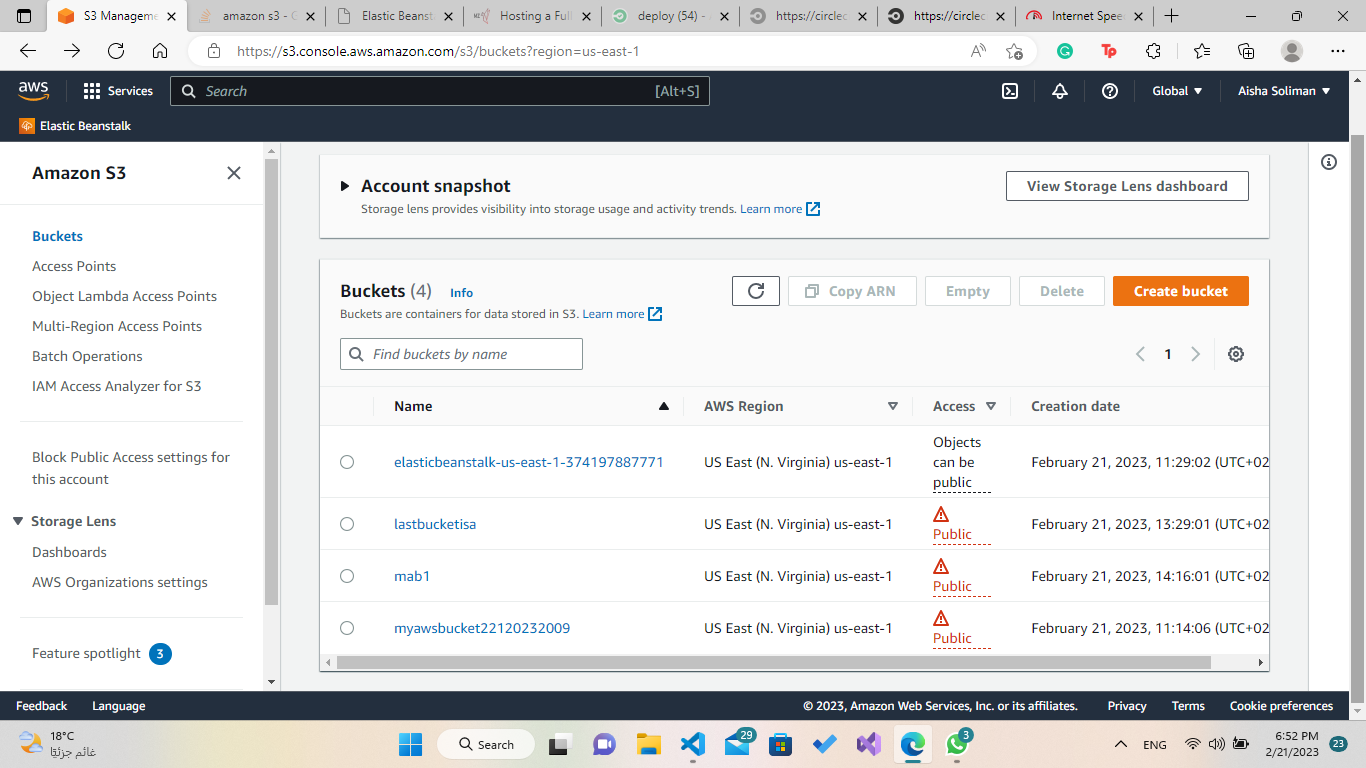 S3 Manageme
amazon s3 - 
Elastic Beanst
Hosting a Full
deploy (54) -
https://circlec
https://circlec
Internet Spee
https://s3.console.aws.amazon.com/s3/buckets?region=us-east-1
aws
Services
Search
[Alt+S]
Global
Aisha Soliman
Elastic Beanstalk
Amazon S3
Buckets
Access Points
Object Lambda Access Points
Multi-Region Access Points
Batch Operations
IAM Access Analyzer for S3
Block Public Access settings for
this account
Storage Lens
Dashboards
AWS Organizations settings
Feature spotlight 3
Account snapshot
View Storage Lens dashboard
Storage lens provides visibility into storage usage and activity trends. Learn more
Buckets (4) Info
Copy ARN
Empty
Delete
Create bucket
Buckets are containers for data stored in S3. Learn more
Find buckets by name
1
Name AWS Region Access Creation date
elasticbeanstalk-us-east-1-374197887771 US East (N. Virginia) us-east-1 Objects
can be
public February 21, 2023, 11:29:02 (UTC+02
lastbucketisa US East (N. Virginia) us-east-1 Public February 21, 2023, 13:29:01 (UTC+02
mab1 US East (N. Virginia) us-east-1 Public February 21, 2023, 14:16:01 (UTC+02
myawsbucket22120232009 US East (N. Virginia) us-east-1 Public February 21, 2023, 11:14:06 (UTC+02
Feedback Language
© 2023, Amazon Web Services, Inc. or its affiliates. Privacy Terms Cookie preferences
18°C
غائم جزئيًا
Search
29
3
ENG
6:52 PM
2/21/2023
23